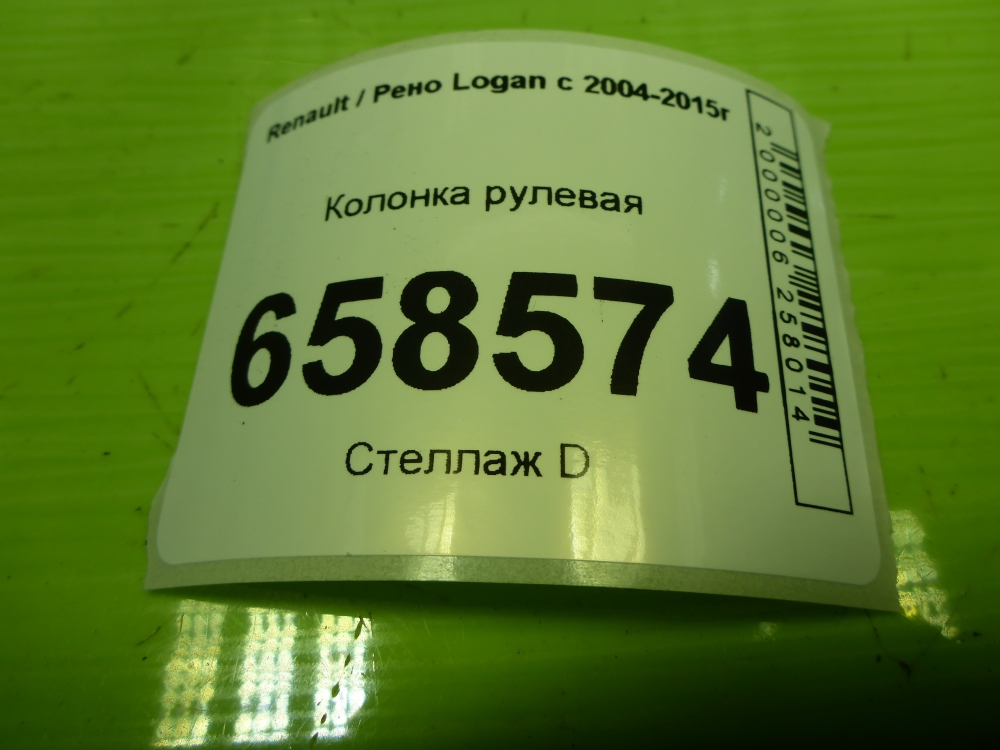 Renault / Рено Logan с 2004-2015г
Колонка рулевая
658574
Стеллаж D
2000006258014